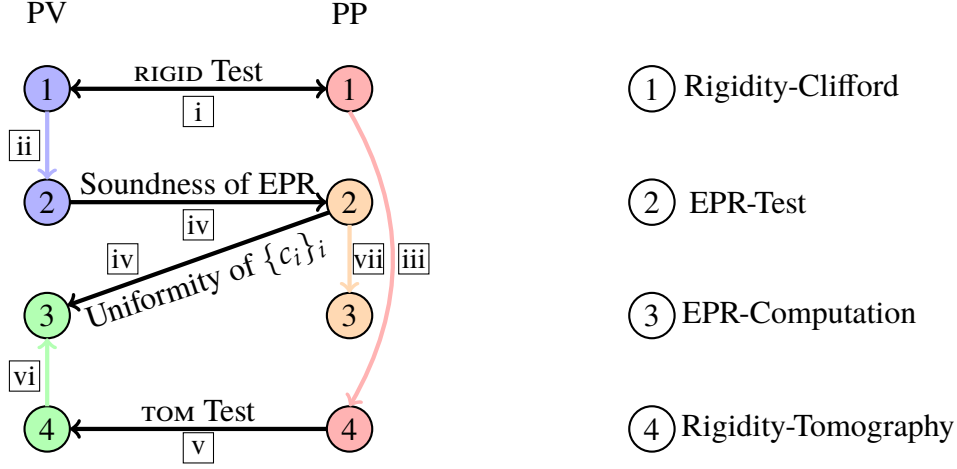 PV PP
RIGID Test
1 1 1 Rigidity-Clifford
i
ii
Soundness of EPR
2 2 2 EPR-Test
iv
iv vii iii
Uniformity of {c_i}_i
3 3 3 EPR-Computation
vi
TOM Test
4 4 4 Rigidity-Tomography
v